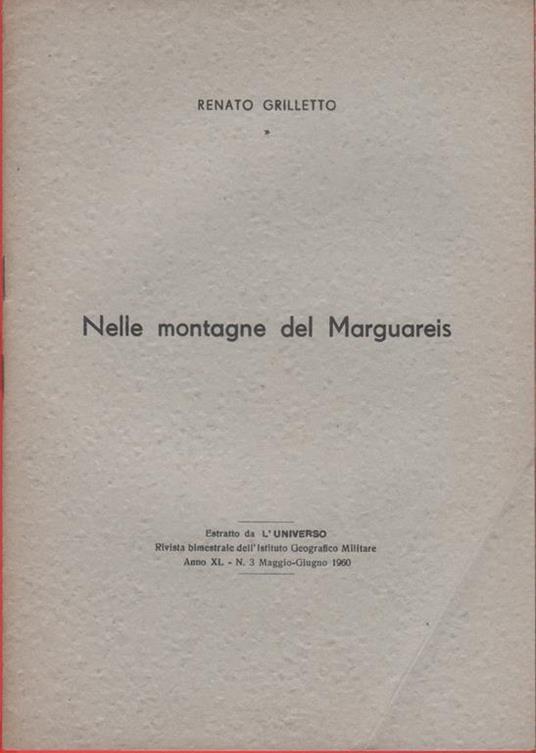 RENATO GRILLETTO
Nelle montagne del Marguareis
Estratto da L'UNIVERSO
Rivista bimestrale dell'Istituto Geografico Militare
Anno XL - N. 3 Maggio-Giugno 1960